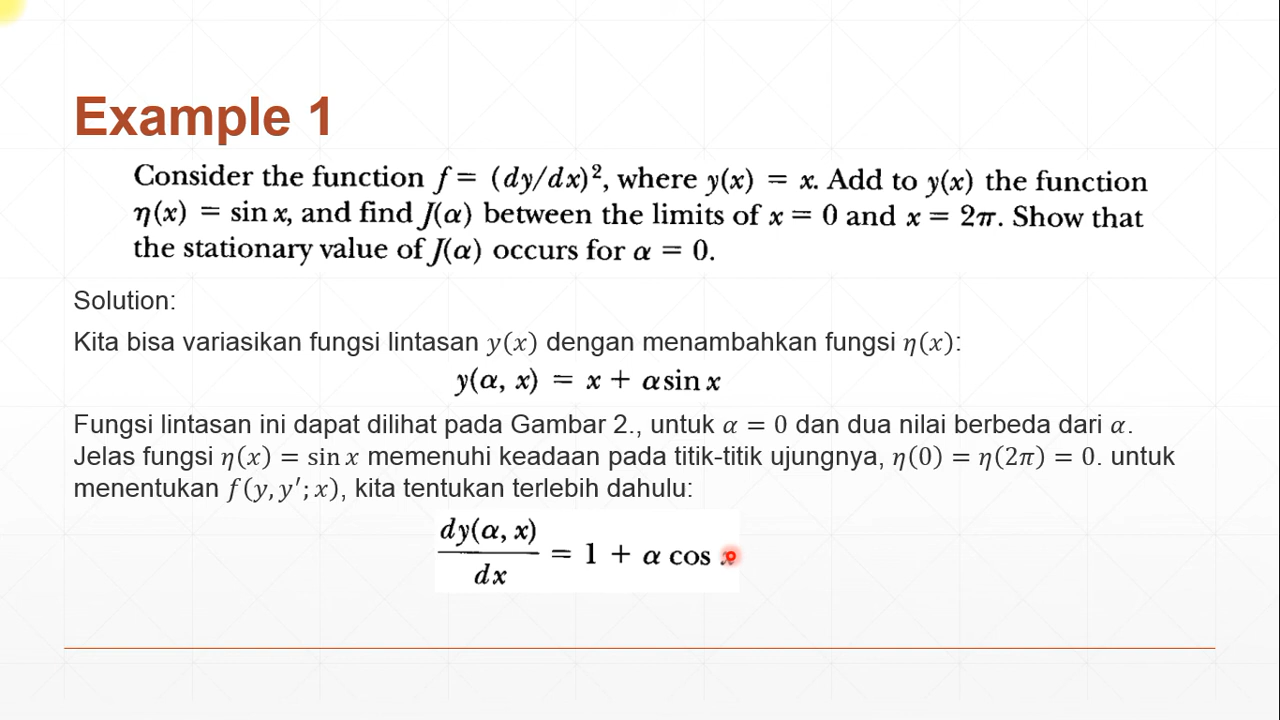 Example 1
Consider the function f = (dy/dx)², where y(x) = x. Add to y(x) the function
η(x) = sin x, and find J(α) between the limits of x = 0 and x = 2π. Show that
the stationary value of J(α) occurs for α = 0.
Solution:
Kita bisa variasikan fungsi lintasan y(x) dengan menambahkan fungsi η(x):
y(α, x) = x + α sin x
Fungsi lintasan ini dapat dilihat pada Gambar 2., untuk α = 0 dan dua nilai berbeda dari α.
Jelas fungsi η(x) = sin x memenuhi keadaan pada titik-titik ujungnya, η(0) = η(2π) = 0. untuk
menentukan f(y, y′; x), kita tentukan terlebih dahulu:
dy(α, x)/dx = 1 + α cos